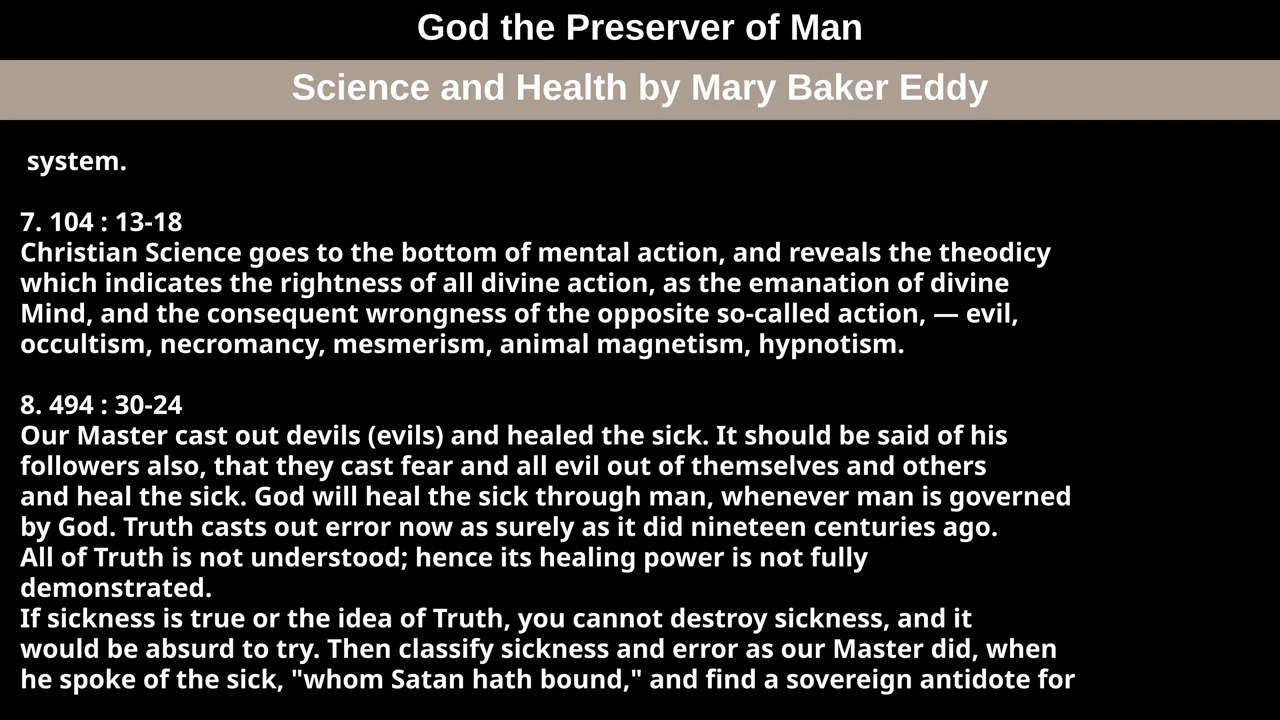 God the Preserver of Man
Science and Health by Mary Baker Eddy
system.
7. 104 : 13-18
Christian Science goes to the bottom of mental action, and reveals the theodicy
which indicates the rightness of all divine action, as the emanation of divine
Mind, and the consequent wrongness of the opposite so-called action, — evil,
occultism, necromancy, mesmerism, animal magnetism, hypnotism.
8. 494 : 30-24
Our Master cast out devils (evils) and healed the sick. It should be said of his
followers also, that they cast fear and all evil out of themselves and others
and heal the sick. God will heal the sick through man, whenever man is governed
by God. Truth casts out error now as surely as it did nineteen centuries ago.
All of Truth is not understood; hence its healing power is not fully
demonstrated.
If sickness is true or the idea of Truth, you cannot destroy sickness, and it
would be absurd to try. Then classify sickness and error as our Master did, when
he spoke of the sick, "whom Satan hath bound," and find a sovereign antidote for